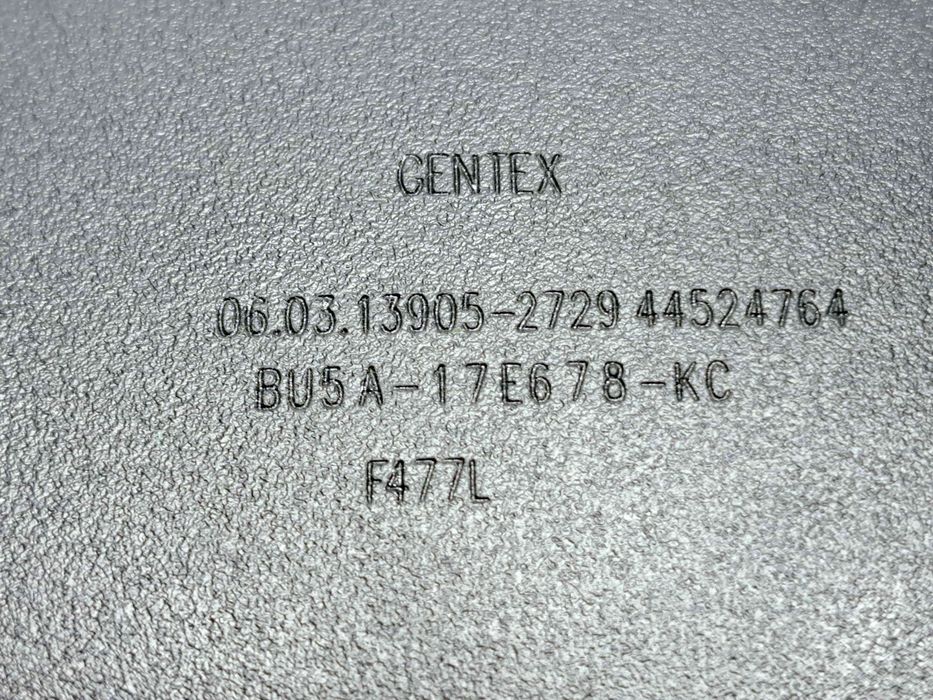 GENTEX
06.03.13905-2729 44524764
BU5A-17E678-KC
F477L